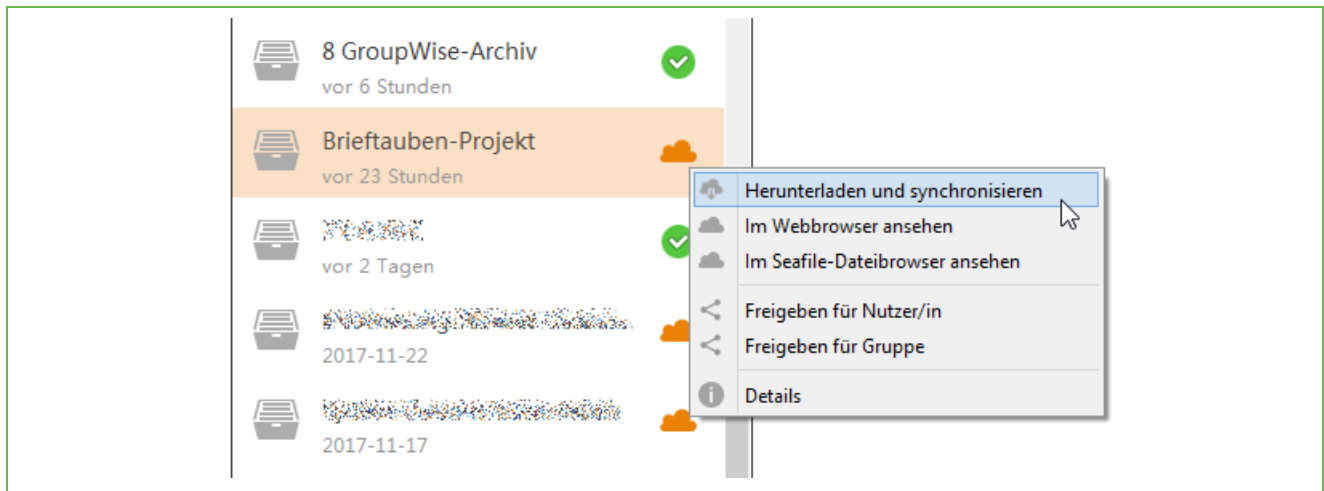 8 GroupWise-Archiv
vor 6 Stunden
Brieftauben-Projekt
vor 23 Stunden
vor 2 Tagen
2017-11-22
2017-11-17
Herunterladen und synchronisieren
Im Webbrowser ansehen
Im Seafile-Dateibrowser ansehen
Freigeben für Nutzer/in
Freigeben für Gruppe
Details